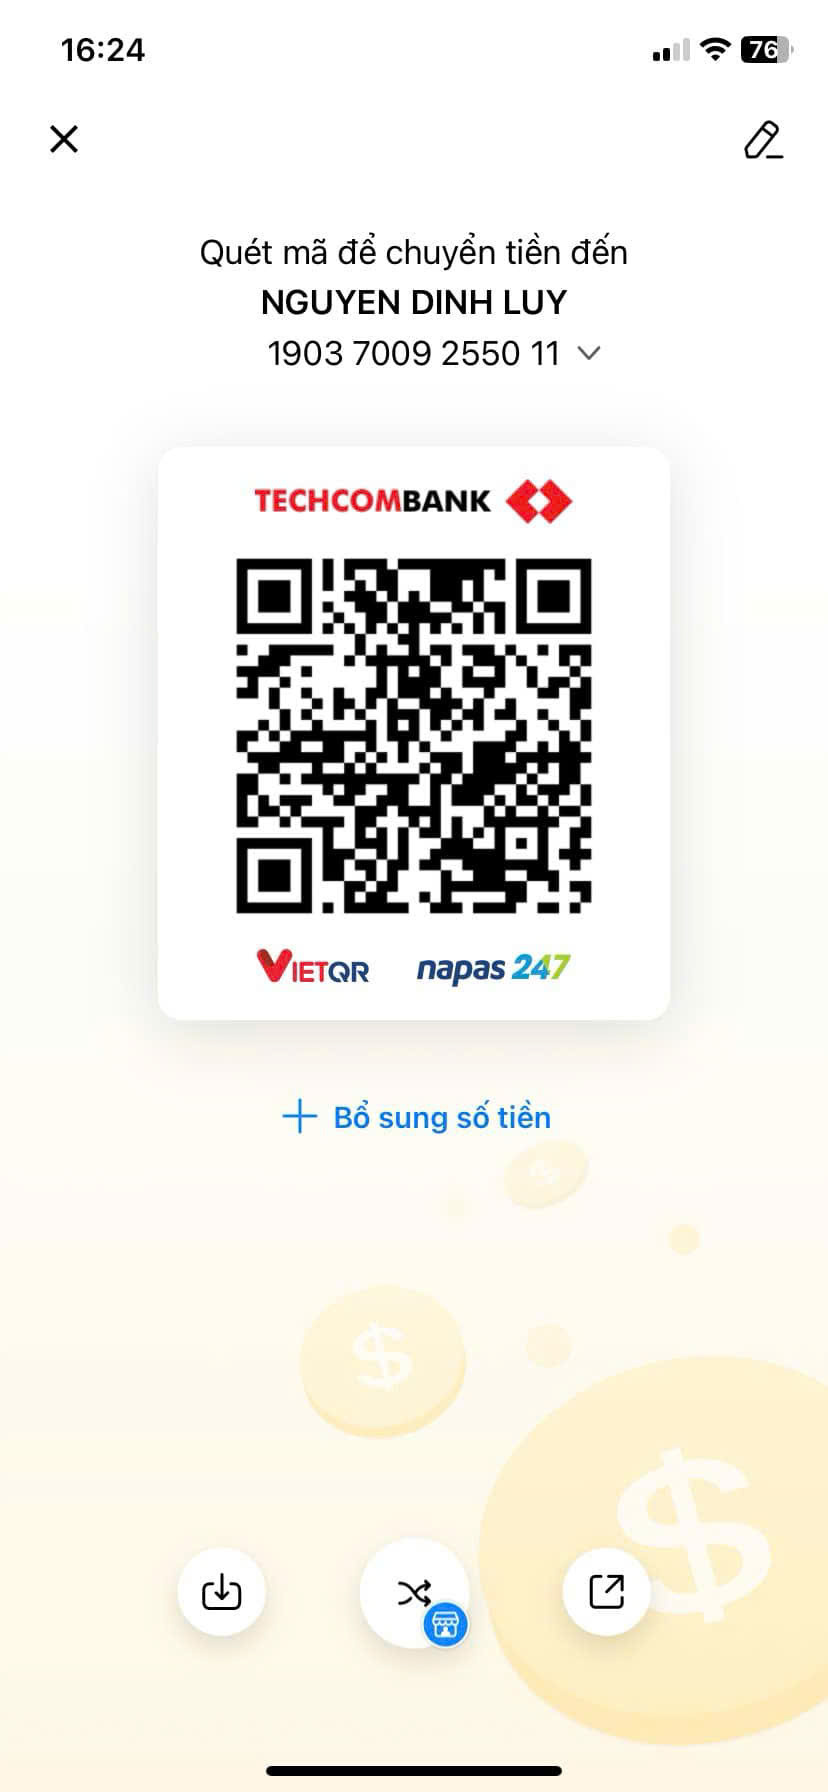 16:24
76
Quét mã để chuyển tiền đến
NGUYEN DINH LUY
1903 7009 2550 11
TECHCOMBANK
VIETQR napas 247
Bổ sung số tiền